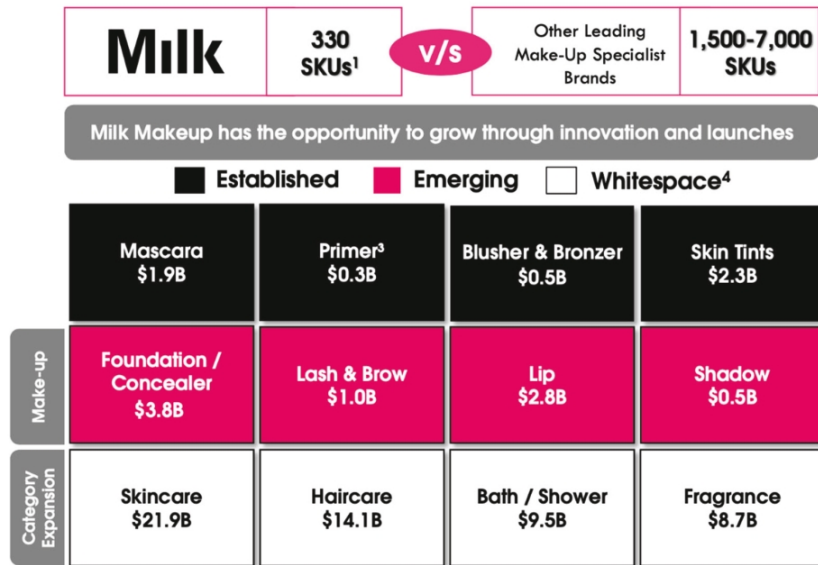 Milk
330
SKUs¹
v/s
Other Leading
Make-Up Specialist
Brands
1,500-7,000
SKUs
Milk Makeup has the opportunity to grow through innovation and launches
Established
Emerging
Whitespace⁴
Mascara
$1.9B
Primer³
$0.3B
Blusher & Bronzer
$0.5B
Skin Tints
$2.3B
Make-up
Foundation /
Concealer
$3.8B
Lash & Brow
$1.0B
Lip
$2.8B
Shadow
$0.5B
Category
Expansion
Skincare
$21.9B
Haircare
$14.1B
Bath / Shower
$9.5B
Fragrance
$8.7B